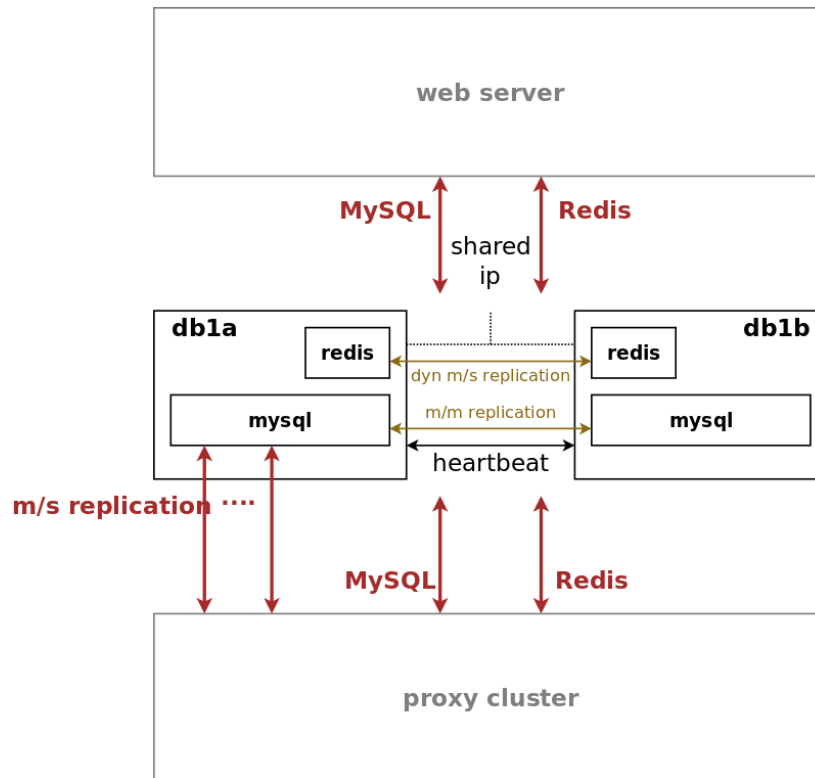 web server
MySQL
Redis
shared
ip
db1a
db1b
redis
redis
dyn m/s replication
m/m replication
mysql
mysql
heartbeat
m/s replication ....
MySQL
Redis
proxy cluster